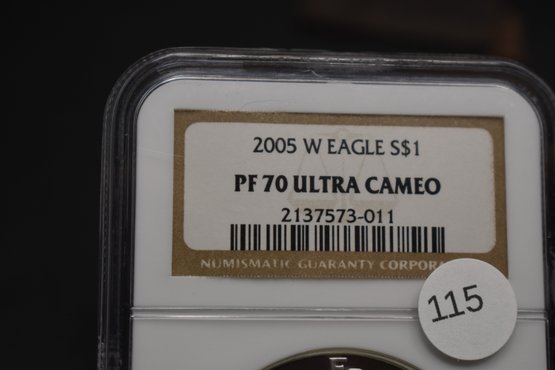 2005 W EAGLE S$1
PF 70 ULTRA CAMEO
2137573-011
NUMISMATIC GUARANTY CORPORA
115